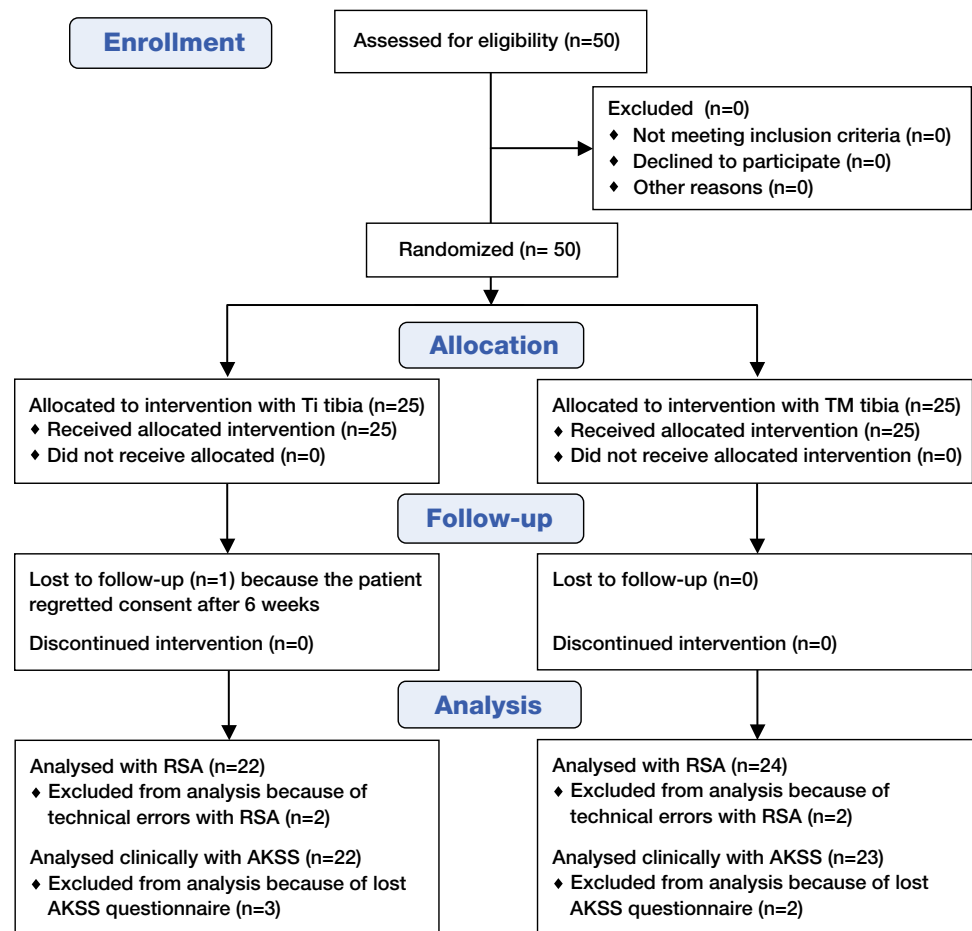 Enrollment
Assessed for eligibility (n=50)
Excluded (n=0)
♦ Not meeting inclusion criteria (n=0)
♦ Declined to participate (n=0)
♦ Other reasons (n=0)
Randomized (n= 50)
Allocation
Allocated to intervention with Ti tibia (n=25)
♦ Received allocated intervention (n=25)
♦ Did not receive allocated (n=0)
Allocated to intervention with TM tibia (n=25)
♦ Received allocated intervention (n=25)
♦ Did not receive allocated intervention (n=0)
Follow-up
Lost to follow-up (n=1) because the patient
regretted consent after 6 weeks
Discontinued intervention (n=0)
Lost to follow-up (n=0)
Discontinued intervention (n=0)
Analysis
Analysed with RSA (n=22)
♦ Excluded from analysis because of
technical errors with RSA (n=2)
Analysed clinically with AKSS (n=22)
♦ Excluded from analysis because of lost
AKSS questionnaire (n=3)
Analysed with RSA (n=24)
♦ Excluded from analysis because of
technical errors with RSA (n=2)
Analysed clinically with AKSS (n=23)
♦ Excluded from analysis because of lost
AKSS questionnaire (n=2)